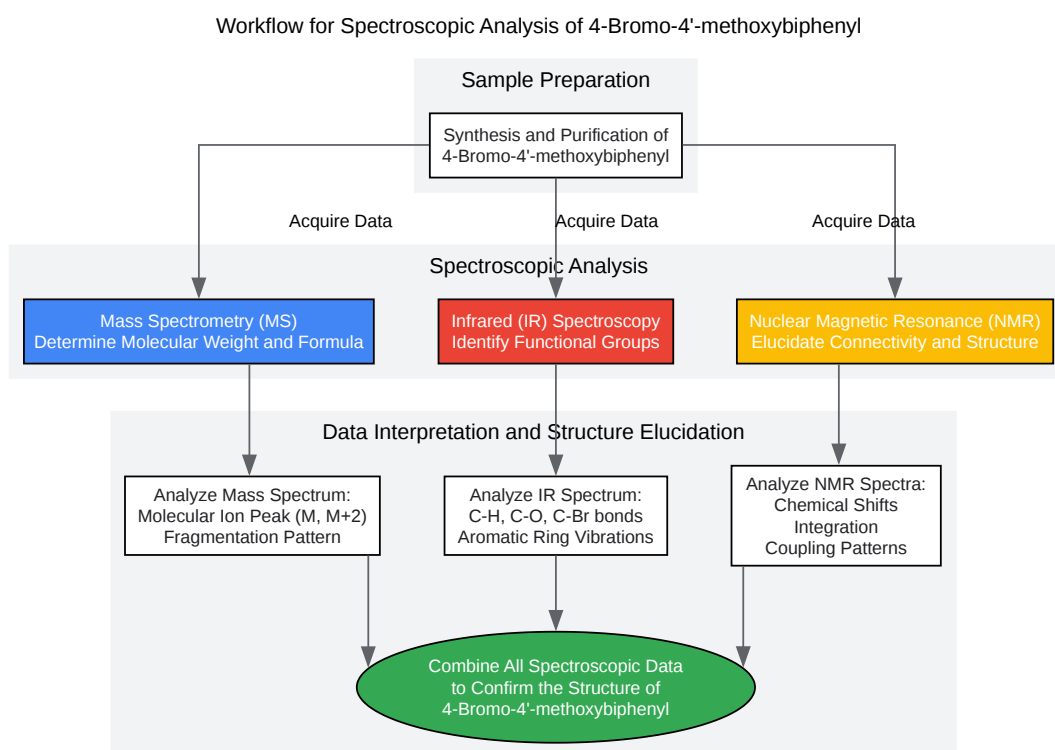 Workflow for Spectroscopic Analysis of 4-Bromo-4'-methoxybiphenyl
Sample Preparation
Synthesis and Purification of
4-Bromo-4'-methoxybiphenyl
Acquire Data
Acquire Data
Acquire Data
Spectroscopic Analysis
Mass Spectrometry (MS)
Determine Molecular Weight and Formula
Infrared (IR) Spectroscopy
Identify Functional Groups
Nuclear Magnetic Resonance (NMR)
Elucidate Connectivity and Structure
Data Interpretation and Structure Elucidation
Analyze Mass Spectrum:
Molecular Ion Peak (M, M+2)
Fragmentation Pattern
Analyze IR Spectrum:
C-H, C-O, C-Br bonds
Aromatic Ring Vibrations
Analyze NMR Spectra:
Chemical Shifts
Integration
Coupling Patterns
Combine All Spectroscopic Data
to Confirm the Structure of
4-Bromo-4'-methoxybiphenyl